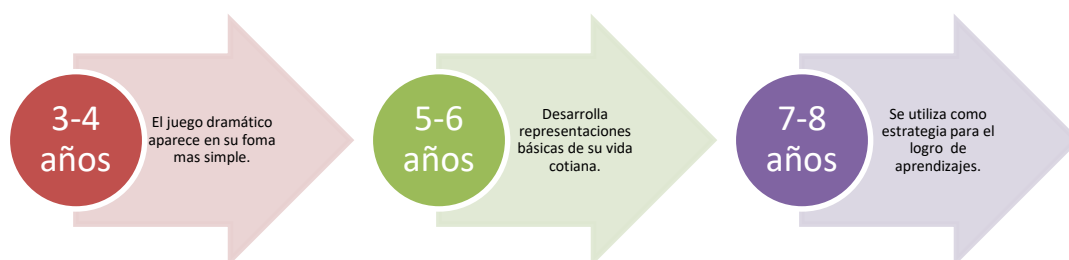 3-4
años
El juego dramático
aparece en su foma
mas simple.
5-6
años
Desarrolla
representaciones
básicas de su vida
cotiana.
7-8
años
Se utiliza como
estrategia para el
logro de
aprendizajes.